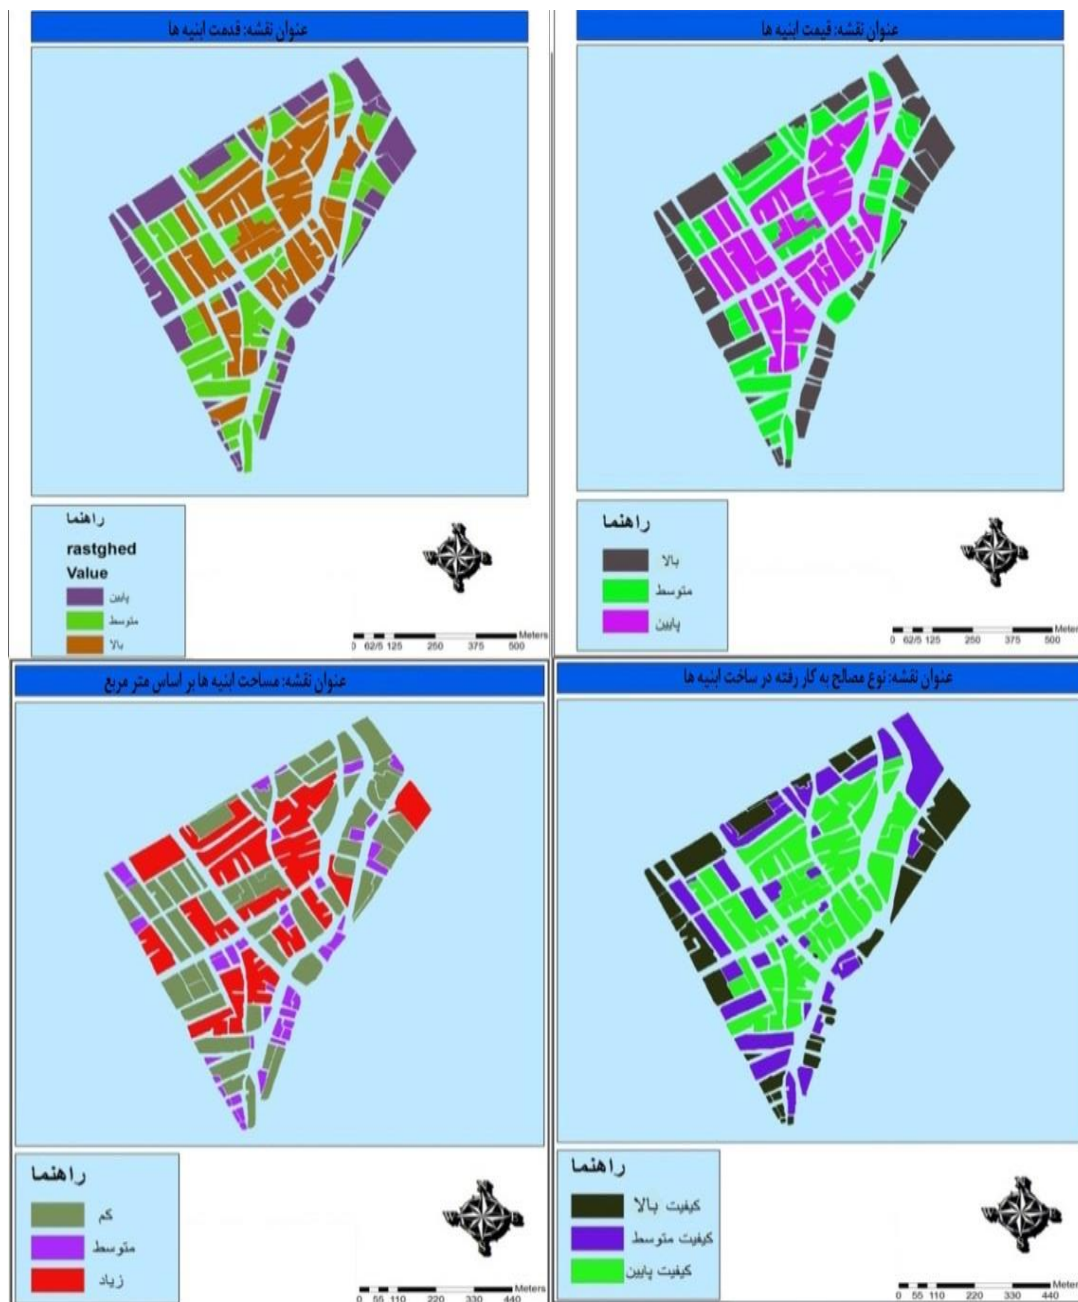 عنوان نقشه: قدمت ابنیه ها
راهنما
rastghed
Value
پایین
متوسط
بالا
Meters
0 62/5 125 250 375 500
عنوان نقشه: قیمت ابنیه ها
راهنما
بالا
متوسط
پایین
Meters
0 62/5 125 250 375 500
عنوان نقشه: مساحت ابنیه ها بر اساس متر مربع
راهنما
کم
متوسط
زیاد
Meters
0 55 110 220 330 440
عنوان نقشه: نوع مصالح به کار رفته در ساخت ابنیه ها
راهنما
کیفیت بالا
کیفیت متوسط
کیفیت پایین
Meters
0 55 110 220 330 440